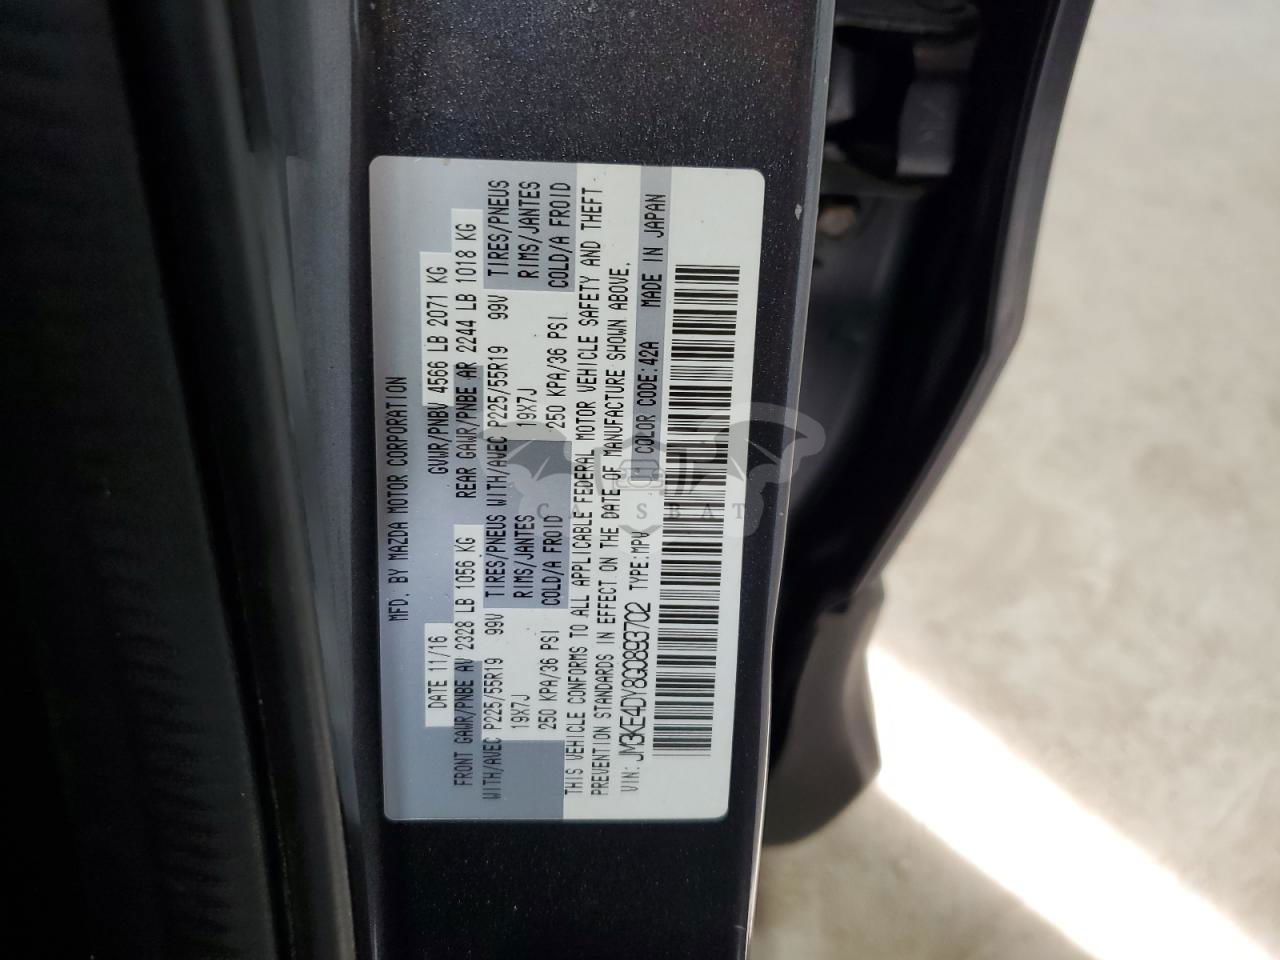 MFD. BY MAZDA MOTOR CORPORATION
DATE 11/16 GVWR/PNBV 4566 LB 2071 KG
FRONT GAWR/PNBE AV 2328 LB 1056 KG REAR GAWR/PNBE AR 2244 LB 1018 KG
WITH/AVEC P225/55R19 99V TIRES/PNEUS WITH/AVEC P225/55R19 99V TIRES/PNEUS
19X7J RIMS/JANTES 19X7J RIMS/JANTES
250 KPA/36 PSI COLD/A FROID 250 KPA/36 PSI COLD/A FROID
THIS VEHICLE CONFORMS TO ALL APPLICABLE FEDERAL MOTOR VEHICLE SAFETY AND THEFT
PREVENTION STANDARDS IN EFFECT ON THE DATE OF MANUFACTURE SHOWN ABOVE.
VIN: JM3KE4DY8G0893702 TYPE:MPV COLOR CODE:42A MADE IN JAPAN
CARSBAT